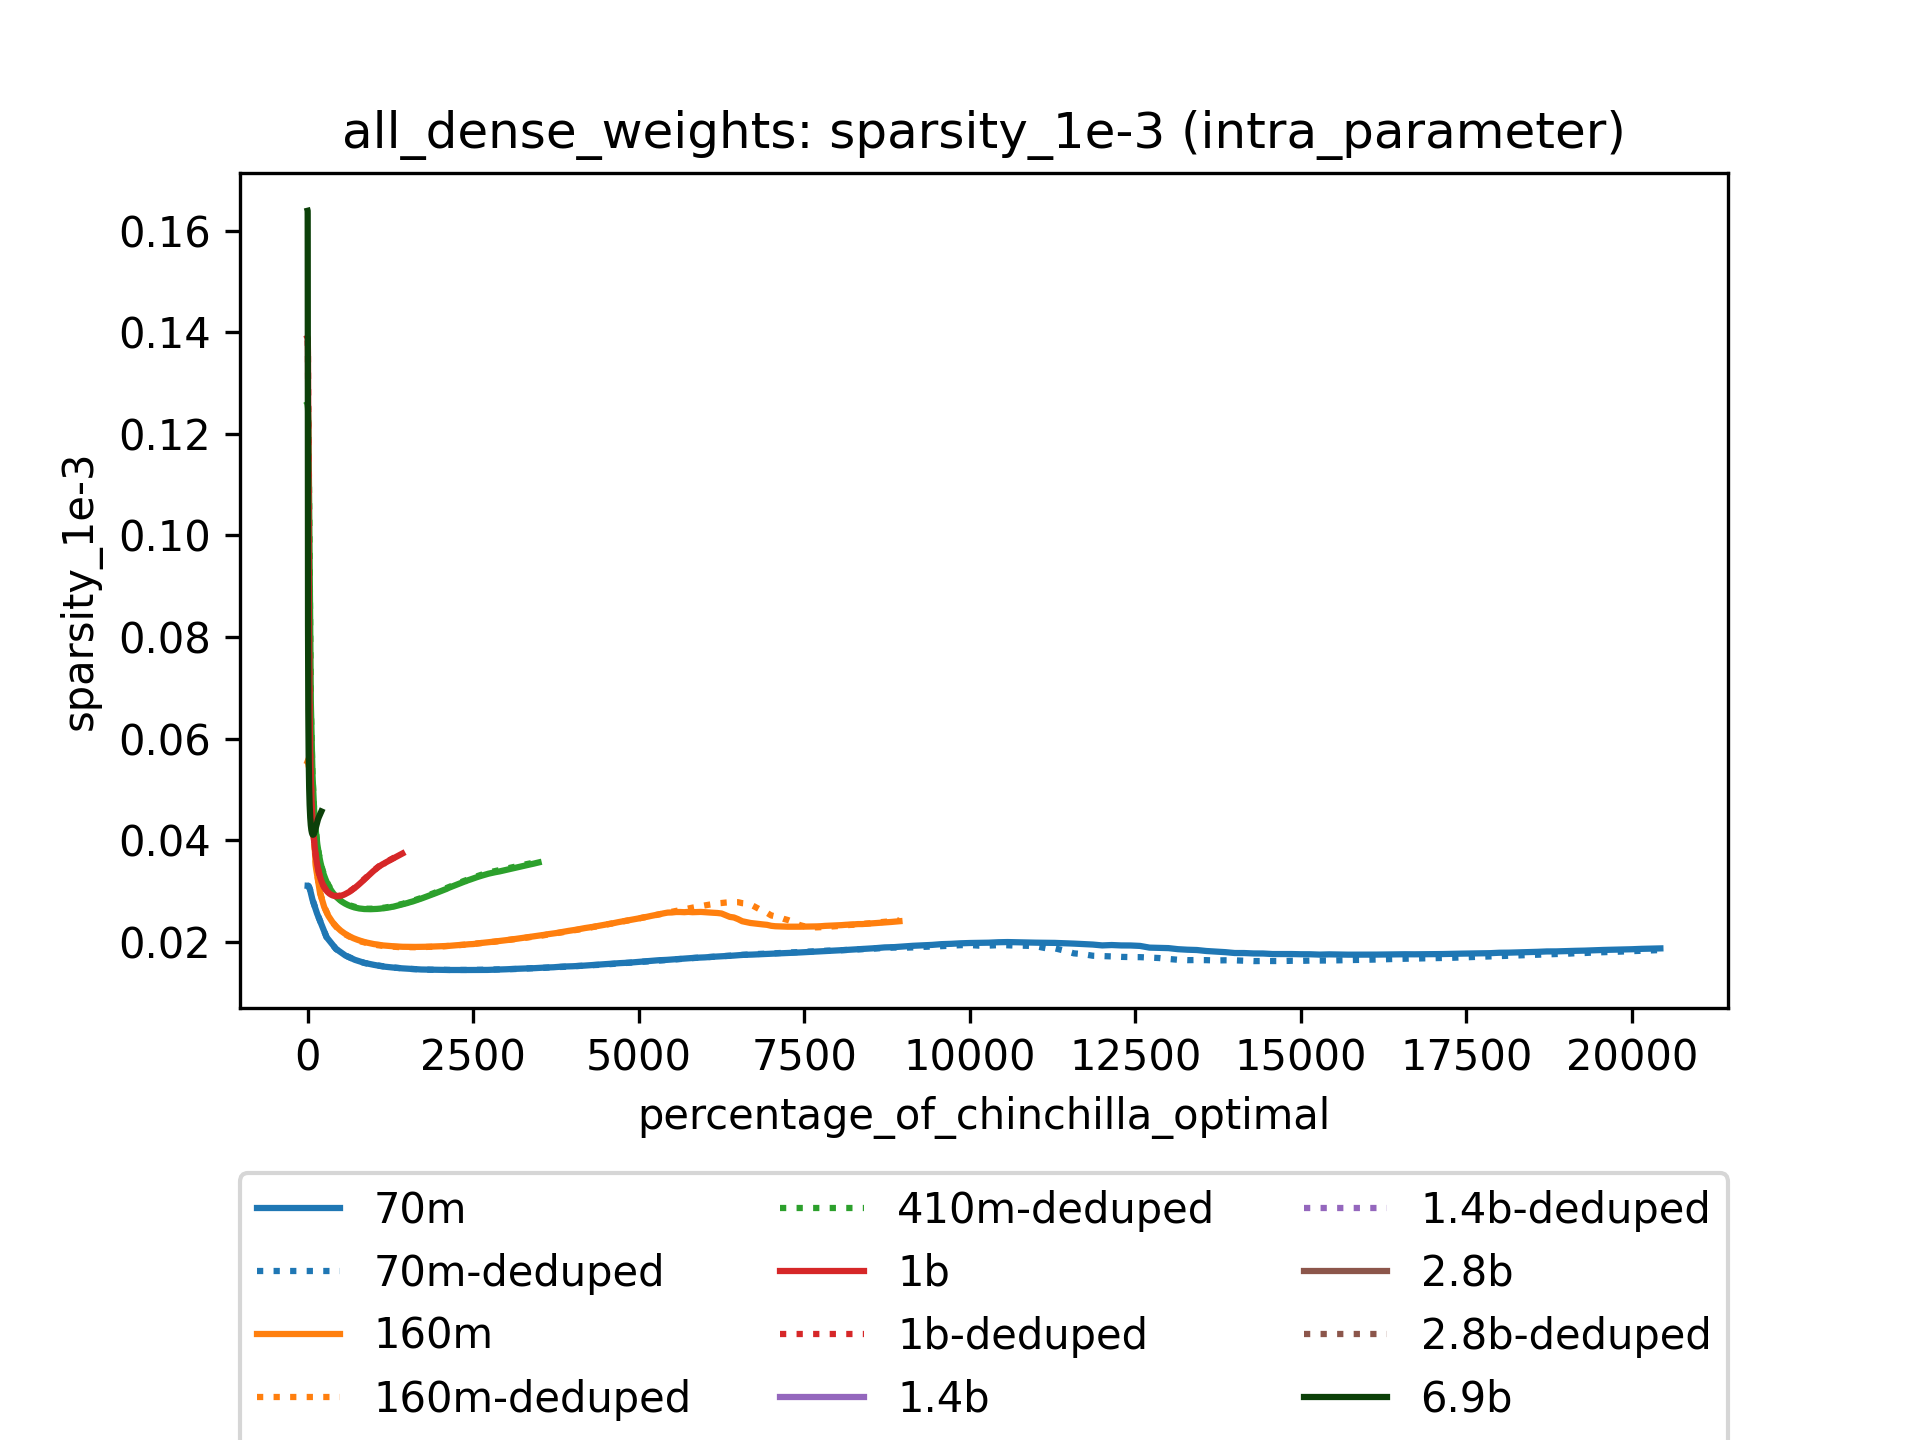 all_dense_weights: sparsity_1e-3 (intra_parameter)
0.16
0.14
0.12
0.10
0.08
0.06
0.04
0.02
sparsity_1e-3
0 2500 5000 7500 10000 12500 15000 17500 20000
percentage_of_chinchilla_optimal
70m 410m-deduped 1.4b-deduped
70m-deduped 1b 2.8b
160m 1b-deduped 2.8b-deduped
160m-deduped 1.4b 6.9b